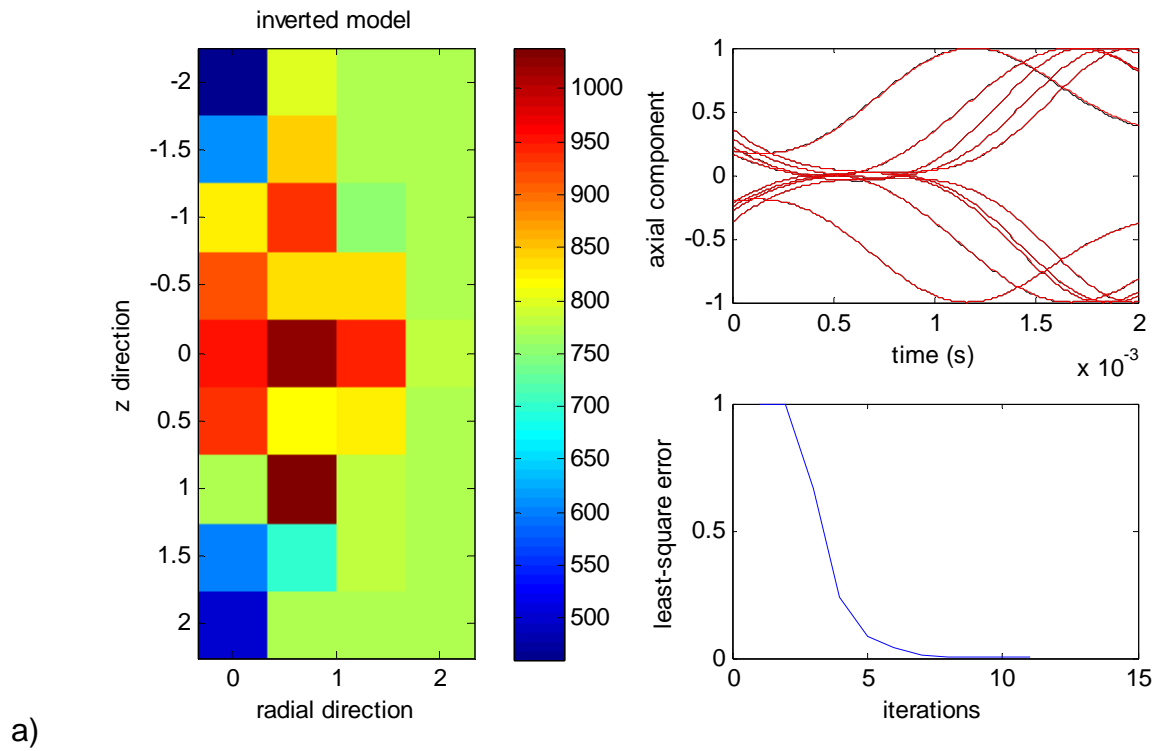 inverted model
-2
-1.5
-1
-0.5
0
0.5
1
1.5
2
z direction
0 1 2
radial direction
1000
950
900
850
800
750
700
650
600
550
500
1
0.5
0
-0.5
-1
axial component
0 0.5 1 1.5 2
time (s)
x 10-3
1
0.5
0
least-square error
0 5 10 15
iterations
a)